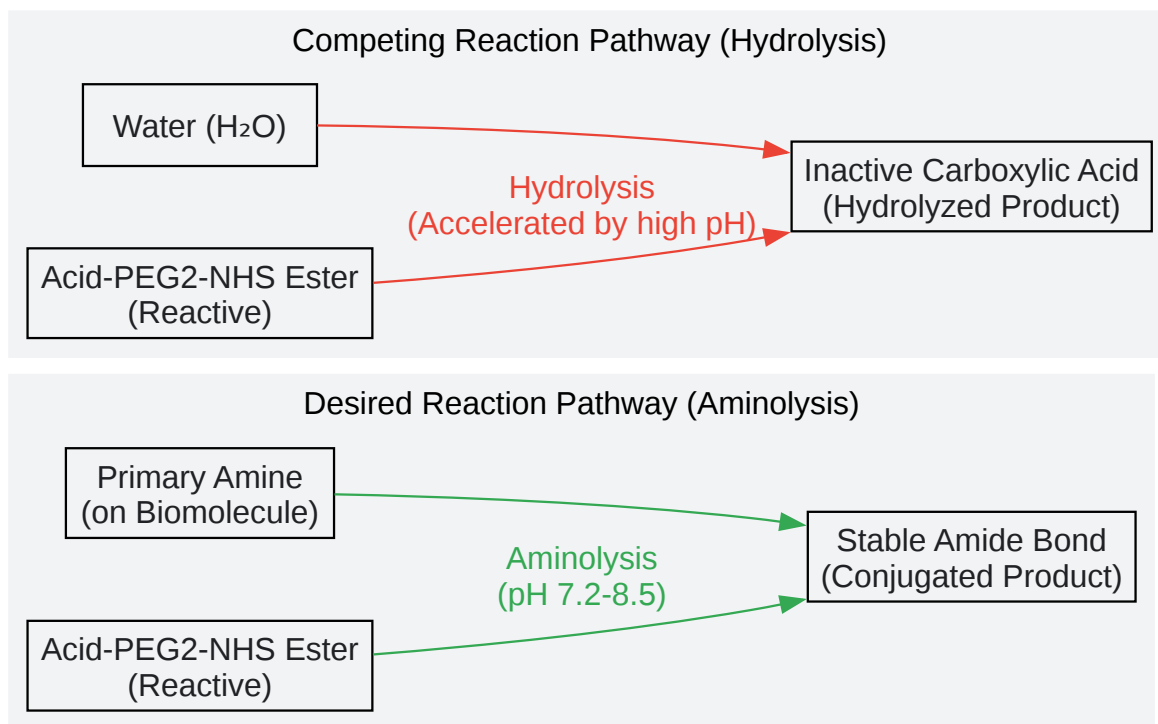 Competing Reaction Pathway (Hydrolysis)
Water (H₂O)
Inactive Carboxylic Acid
(Hydrolyzed Product)
Hydrolysis
(Accelerated by high pH)
Acid-PEG2-NHS Ester
(Reactive)
Desired Reaction Pathway (Aminolysis)
Primary Amine
(on Biomolecule)
Stable Amide Bond
(Conjugated Product)
Aminolysis
(pH 7.2-8.5)
Acid-PEG2-NHS Ester
(Reactive)